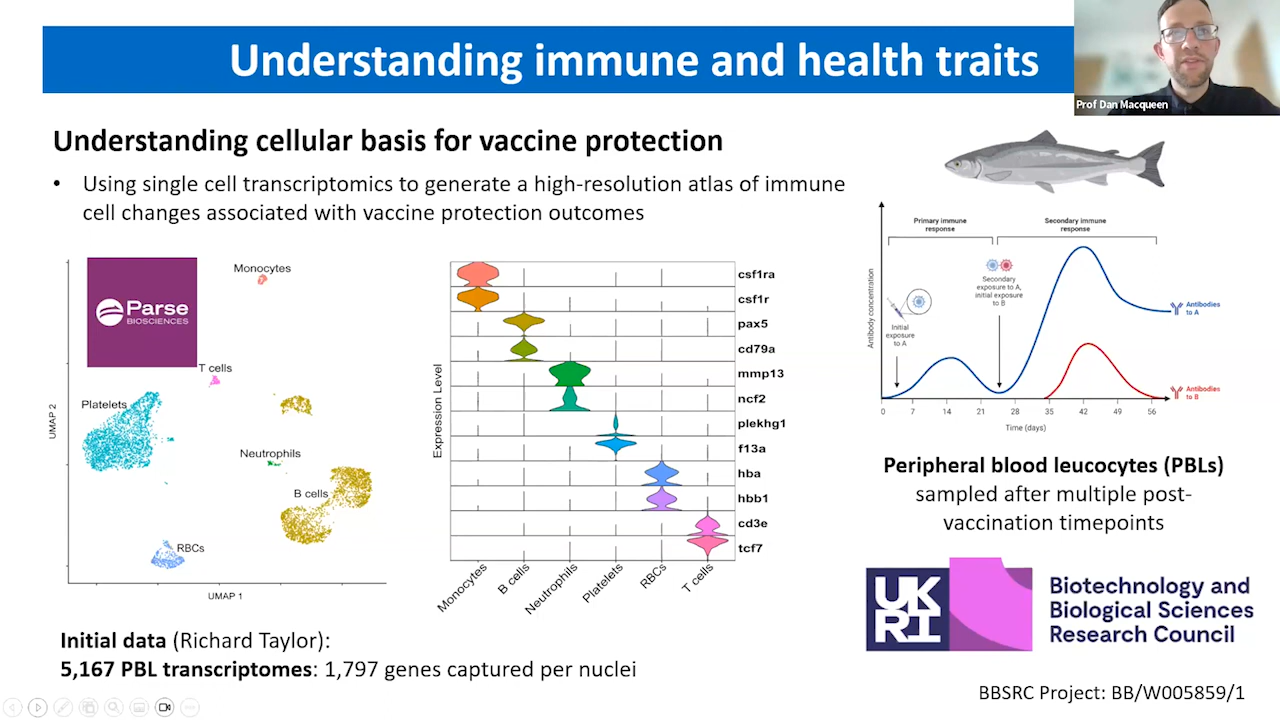 Understanding immune and health traits
Prof Dan Macqueen
Understanding cellular basis for vaccine protection
• Using single cell transcriptomics to generate a high-resolution atlas of immune
cell changes associated with vaccine protection outcomes
Parse
BIOSCIENCES
Monocytes
T cells
Platelets
Neutrophils
B cells
RBCs
UMAP 2
UMAP 1
Expression Level
csf1ra
csf1r
pax5
cd79a
mmp13
ncf2
plekhg1
f13a
hba
hbb1
cd3e
tcf7
Monocytes
B cells
Neutrophils
Platelets
RBCs
T cells
Primary immune
response
Secondary immune
response
Antibody concentration
Initial
exposure
to A
Secondary
exposure to A,
initial exposure
to B
Antibodies
to A
Antibodies
to B
0 7 14 21 28 35 42 49 56
Time (days)
Peripheral blood leucocytes (PBLs)
sampled after multiple post-
vaccination timepoints
Initial data (Richard Taylor):
5,167 PBL transcriptomes: 1,797 genes captured per nuclei
UK
RI
Biotechnology and
Biological Sciences
Research Council
BBSRC Project: BB/W005859/1